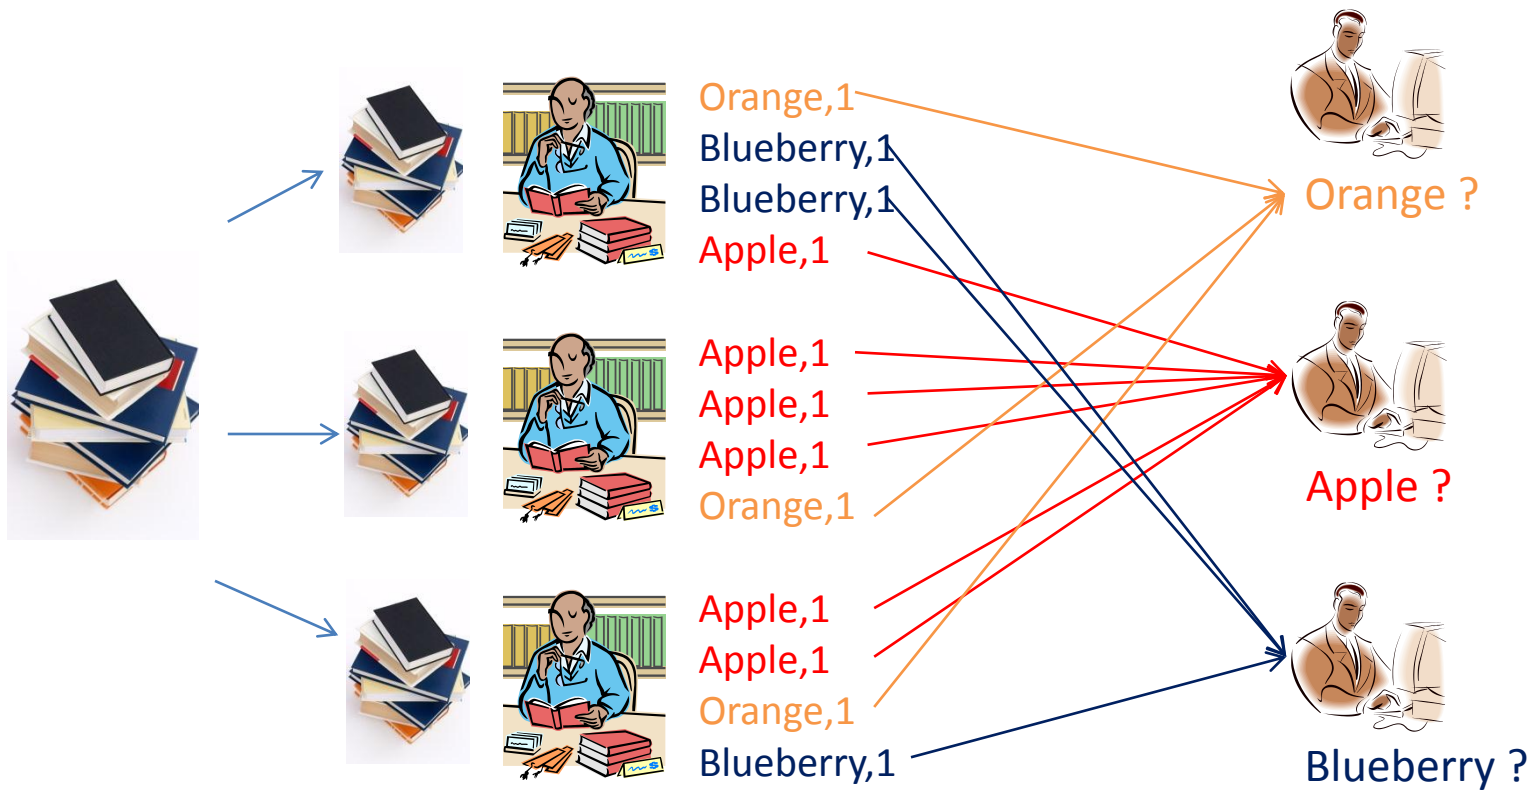 Orange,1
Blueberry,1
Blueberry,1
Apple,1
Apple,1
Apple,1
Apple,1
Orange,1
Apple,1
Apple,1
Orange,1
Blueberry,1
Orange ?
Apple ?
Blueberry ?